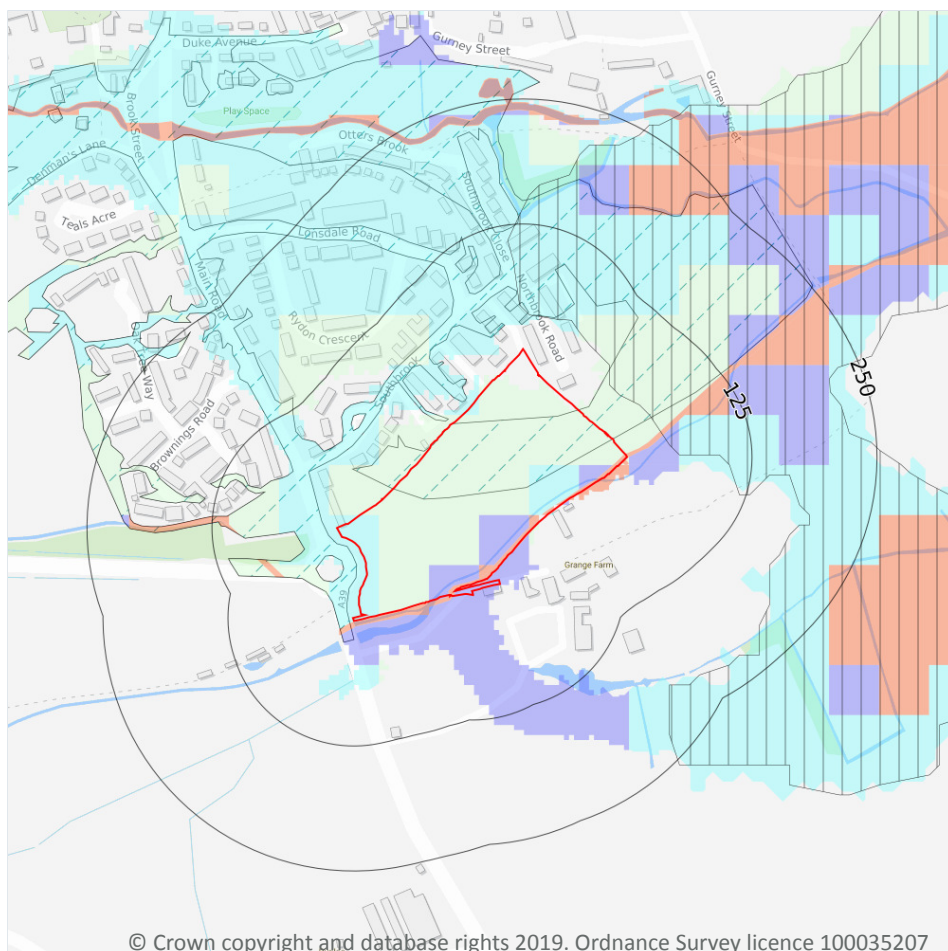 Duke Avenue
Gurney Street
Gurney Street
Brook Street
Play Space
Otters Brook
Denman's Lane
Southbrook Close
Teals Acre
Lonsdale Road
Main Road
Northbrook Road
Rydon Crescent
Tree Way
Southbrook
Brownings Road
125
250
Grange Farm
A39
© Crown copyright and database rights 2019. Ordnance Survey licence 100035207